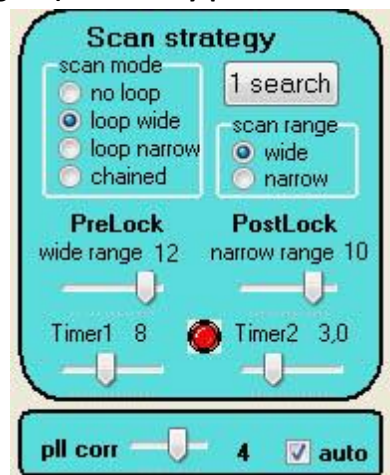 Scan strategy
scan mode
no loop
loop wide
loop narrow
chained
1 search
scan range
wide
narrow
PreLock PostLock
wide range 12 narrow range 10
Timer1 8 Timer2 3,0
pll corr 4 auto